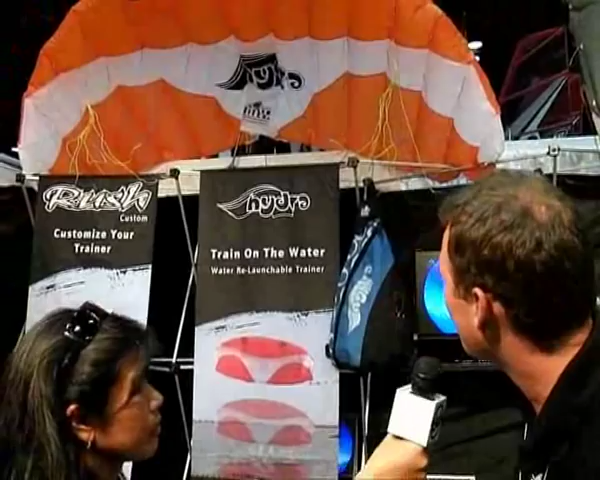 hydra
RUSH
Custom
Customize Your
Trainer
hydra
Train On The Water
Water Re-Launchable Trainer